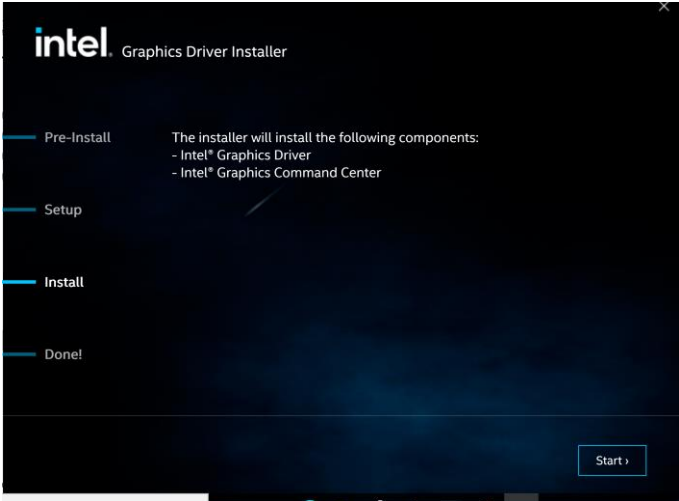 intel. Graphics Driver Installer
Pre-Install
The installer will install the following components:
- Intel® Graphics Driver
- Intel® Graphics Command Center
Setup
Install
Done!
Start ›